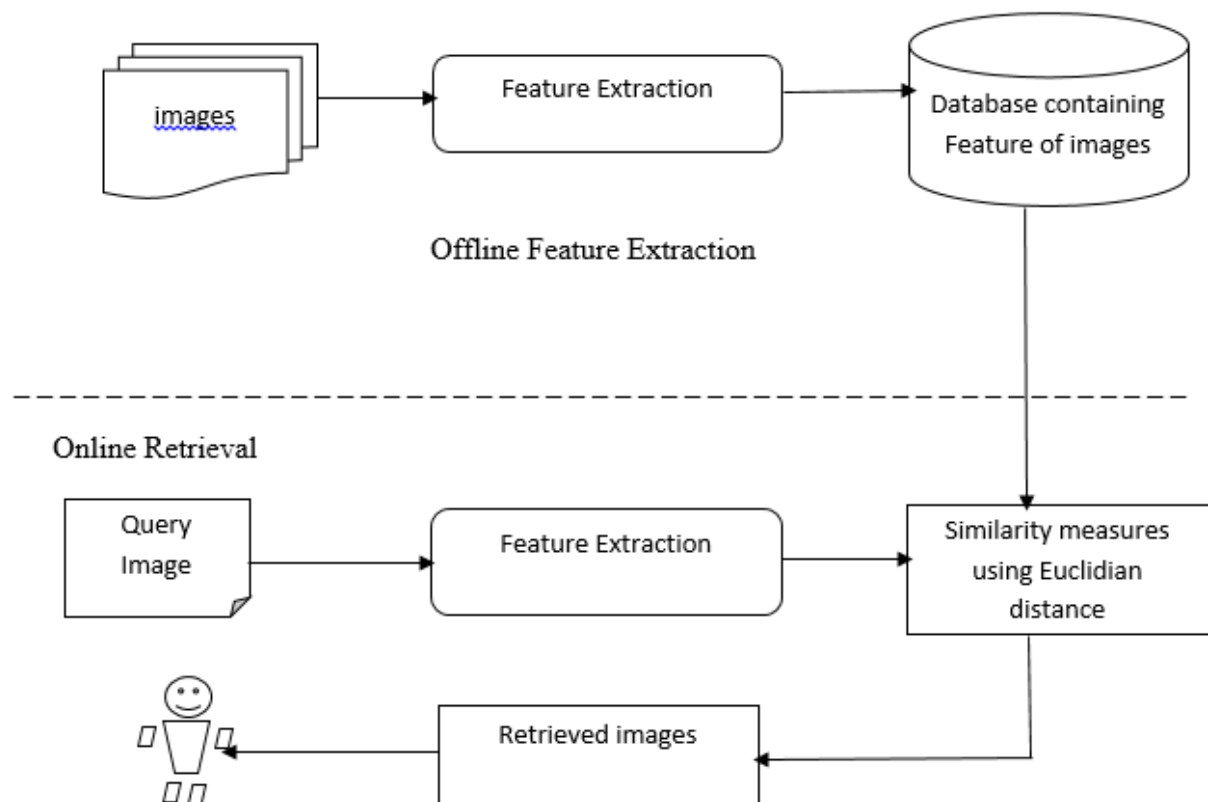 images
Feature Extraction
Database containing
Feature of images
Offline Feature Extraction
Online Retrieval
Query
Image
Feature Extraction
Similarity measures
using Euclidian
distance
Retrieved images